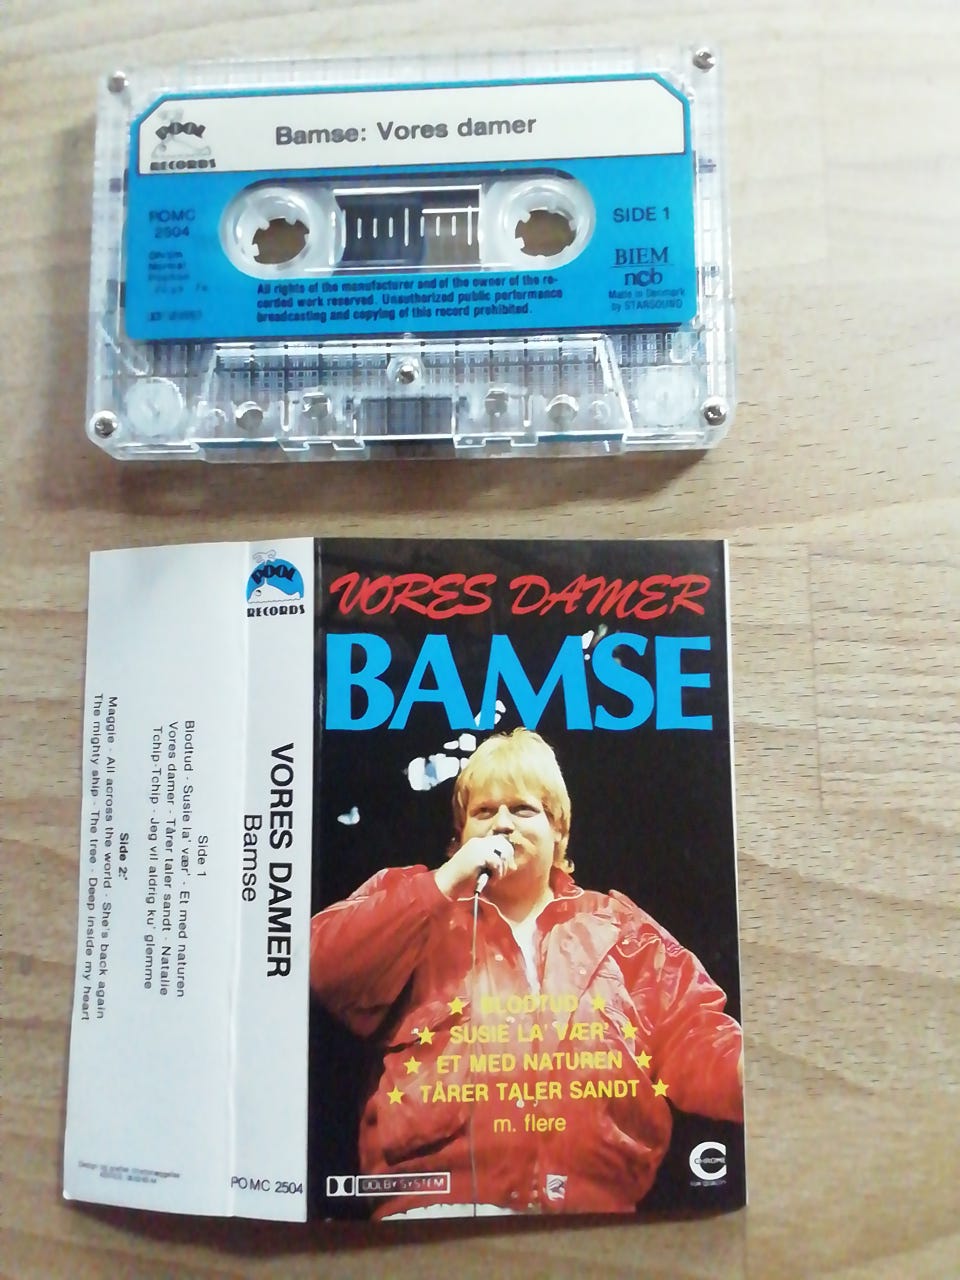 POOL
RECORDS
Bamse: Vores damer
POMC
2504
SIDE 1
BIEM
ncb
Made in Denmark
by STARSOUND
Normal
Position
All rights of the manufacturer and of the owner of the re-
corded work reserved. Unauthorized public performance
broadcasting and copying of this record prohibited.
POOL
RECORDS
VORES DAMER
Bamse
POMC 2504
Side 1
Blodtud - Susie la' vær' - Et med naturen
Vores damer - Tårer taler sandt - Natalie
Tchip-Tchip - Jeg vil aldrig ku' glemme
Side 2:
Maggie - All across the world - She's back again
The mighty ship - The tree - Deep inside my heart
VORES DAMER
BAMSE
★ BLODTUD ★
★ SUSIE LA' VÆR' ★
★ ET MED NATUREN ★
★ TÅRER TALER SANDT ★
m. flere
DOLBY SYSTEM
CHROME